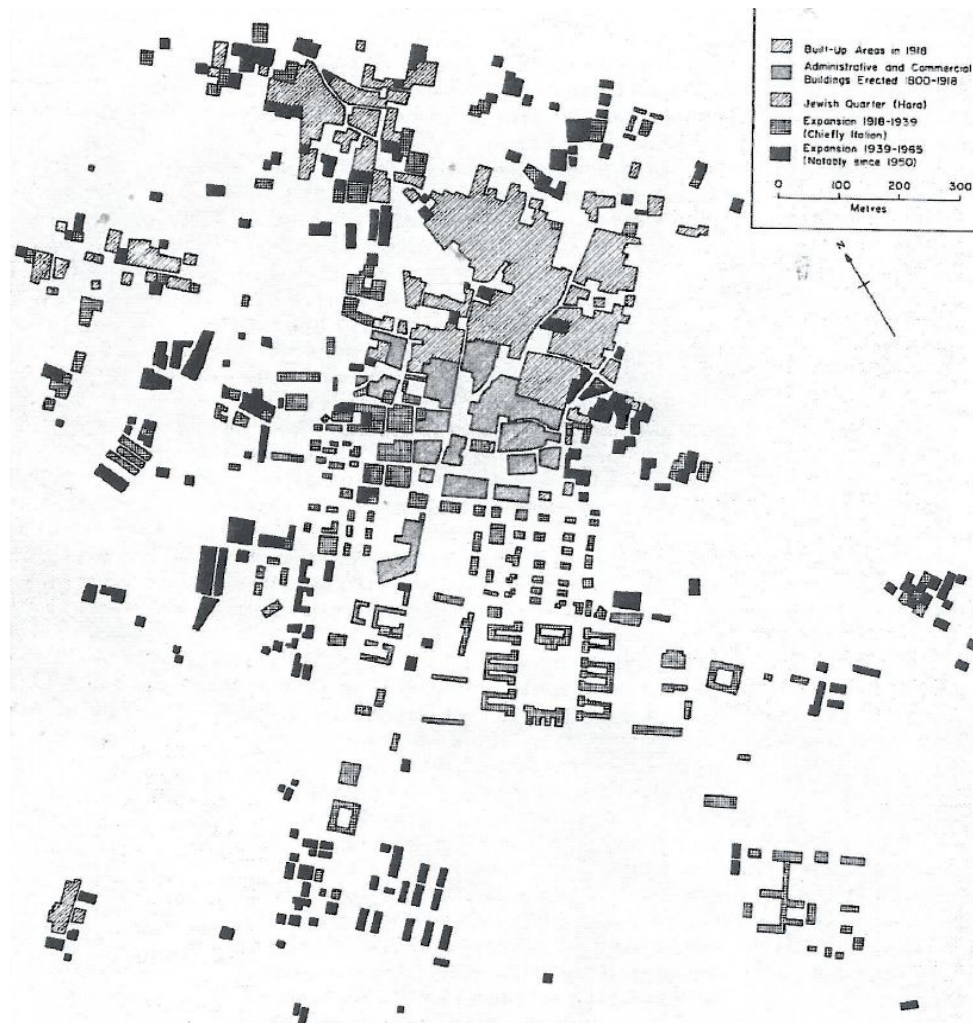 Built-Up Areas in 1918
Administrative and Commercial
Buildings Erected 1800-1918
Jewish Quarter (Hara)
Expansion 1918-1939
(Chiefly Italian)
Expansion 1939-1965
(Notably since 1950)
0 100 200 300
Metres
N